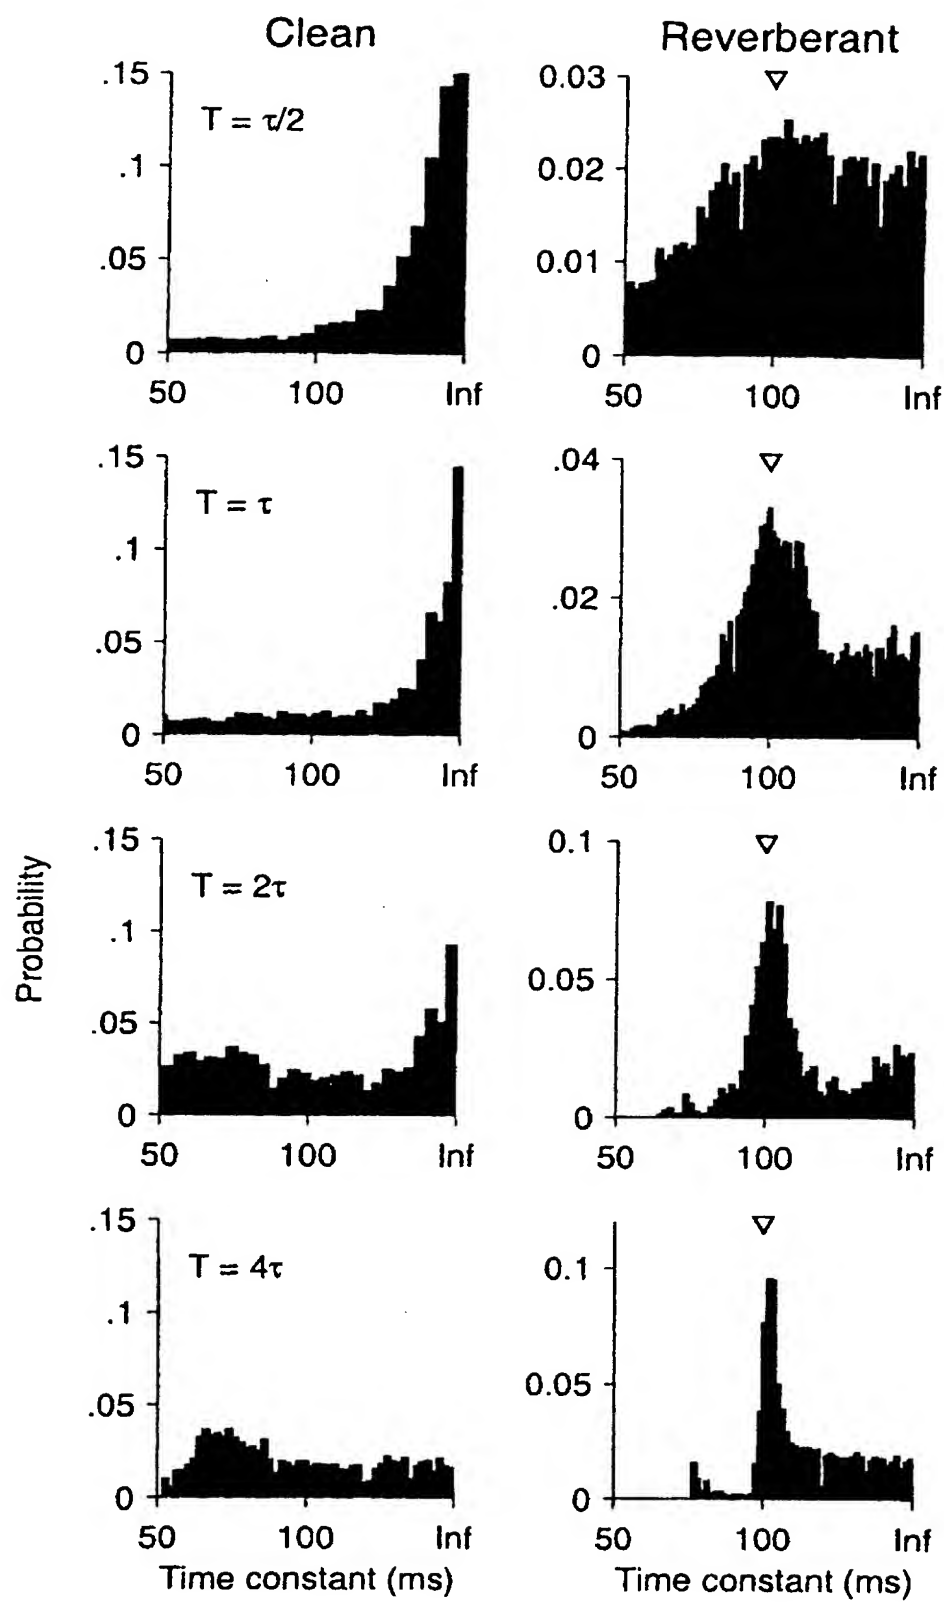 Clean Reverberant
T = τ/2
.15
.1
.05
0
50 100 Inf
0.03
0.02
0.01
0
50 100 Inf
T = τ
.15
.1
.05
0
50 100 Inf
.04
.02
0
50 100 Inf
Probability
T = 2τ
.15
.1
.05
0
50 100 Inf
0.1
0.05
0
50 100 Inf
T = 4τ
.15
.1
.05
0
50 100 Inf
Time constant (ms)
0.1
0.05
0
50 100 Inf
Time constant (ms)